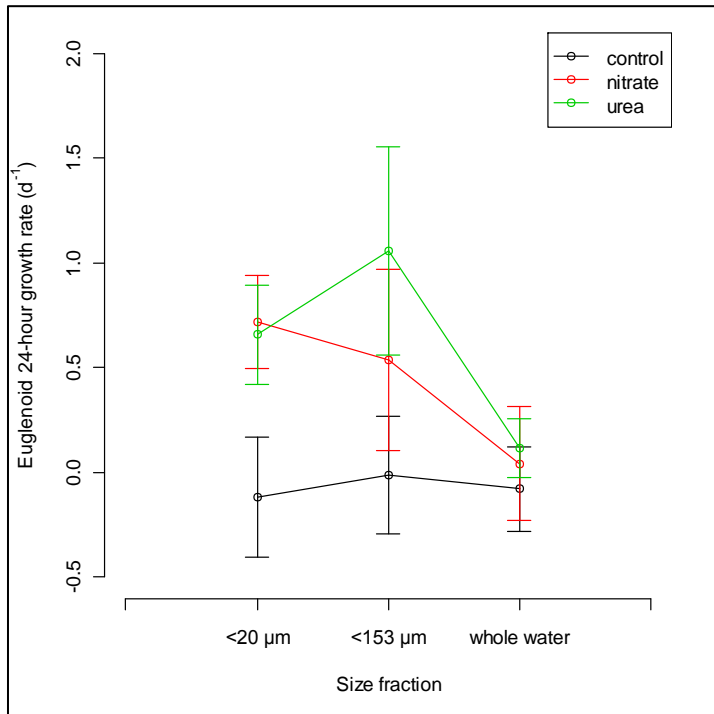 control
nitrate
urea
Euglenoid 24-hour growth rate (d⁻¹)
2.0
1.5
1.0
0.5
0.0
-0.5
<20 µm <153 µm whole water
Size fraction